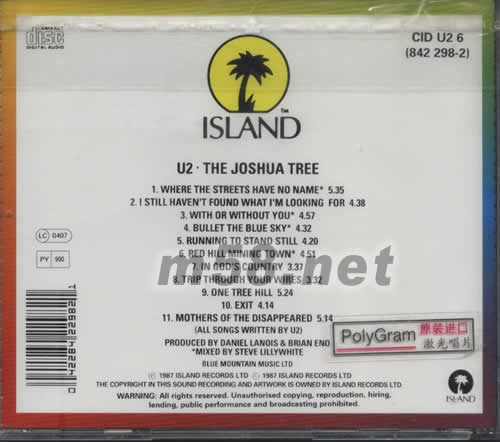 COMPACT
disc
DIGITAL AUDIO
CID U2 6
(842 298-2)
ISLAND™
U2 · THE JOSHUA TREE
1. WHERE THE STREETS HAVE NO NAME* 5.35
2. I STILL HAVEN'T FOUND WHAT I'M LOOKING FOR 4.38
3. WITH OR WITHOUT YOU* 4.57
4. BULLET THE BLUE SKY* 4.32
5. RUNNING TO STAND STILL 4.20
6. RED HILL MINING TOWN* 4.51
7. IN GOD'S COUNTRY 3.37
8. TRIP THROUGH YOUR WIRES 3.32
9. ONE TREE HILL 5.24
10. EXIT 4.14
11. MOTHERS OF THE DISAPPEARED 5.14
(ALL SONGS WRITTEN BY U2)
PRODUCED BY DANIEL LANOIS & BRIAN ENO
*MIXED BY STEVE LILLYWHITE
BLUE MOUNTAIN MUSIC LTD
Ⓟ 1987 ISLAND RECORDS LTD © 1987 ISLAND RECORDS LTD
THE COPYRIGHT IN THIS SOUND RECORDING AND ARTWORK IS OWNED BY ISLAND RECORDS LTD
WARNING: All rights reserved. Unauthorised copying, reproduction, hiring,
lending, public performance and broadcasting prohibited.
LC 0407
PY 900
0 42284 22982 1
m58.net
PolyGram
原装进口
激光唱片
ISLAND